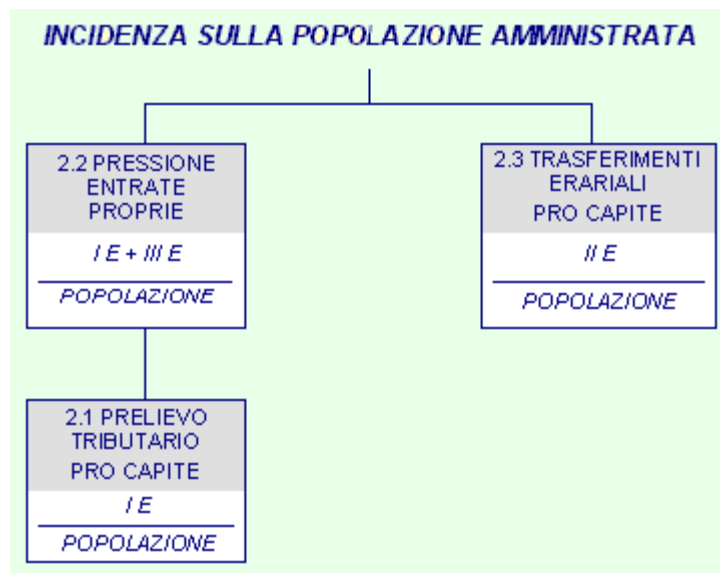 INCIDENZA SULLA POPOLAZIONE AMMINISTRATA
2.2 PRESSIONE
ENTRATE
PROPRIE
I E + III E
POPOLAZIONE
2.3 TRASFERIMENTI
ERARIALI
PRO CAPITE
II E
POPOLAZIONE
2.1 PRELIEVO
TRIBUTARIO
PRO CAPITE
I E
POPOLAZIONE